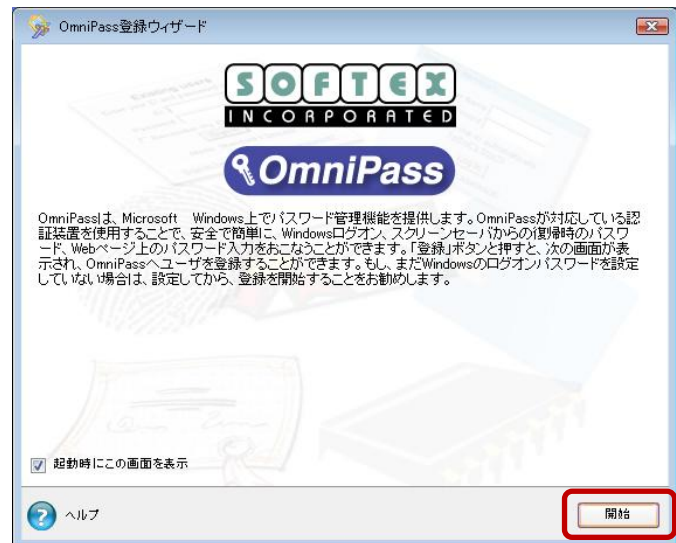 OmniPass登録ウィザード
SOFTEX
INCORPORATED
OmniPass
OmniPassは、Microsoft Windows上でパスワード管理機能を提供します。OmniPassが対応している認
証装置を使用することで、安全で簡単に、Windowsログオン、スクリーンセーバからの復帰時のパスワ
ード、Webページ上のパスワード入力をおこなうことができます。「登録」ボタンと押すと、次の画面が表
示され、OmniPassへユーザを登録することができます。もし、まだWindowsのログオンパスワードを設定
していない場合は、設定してから、登録を開始することをお勧めします。
起動時にこの画面を表示
ヘルプ
開始